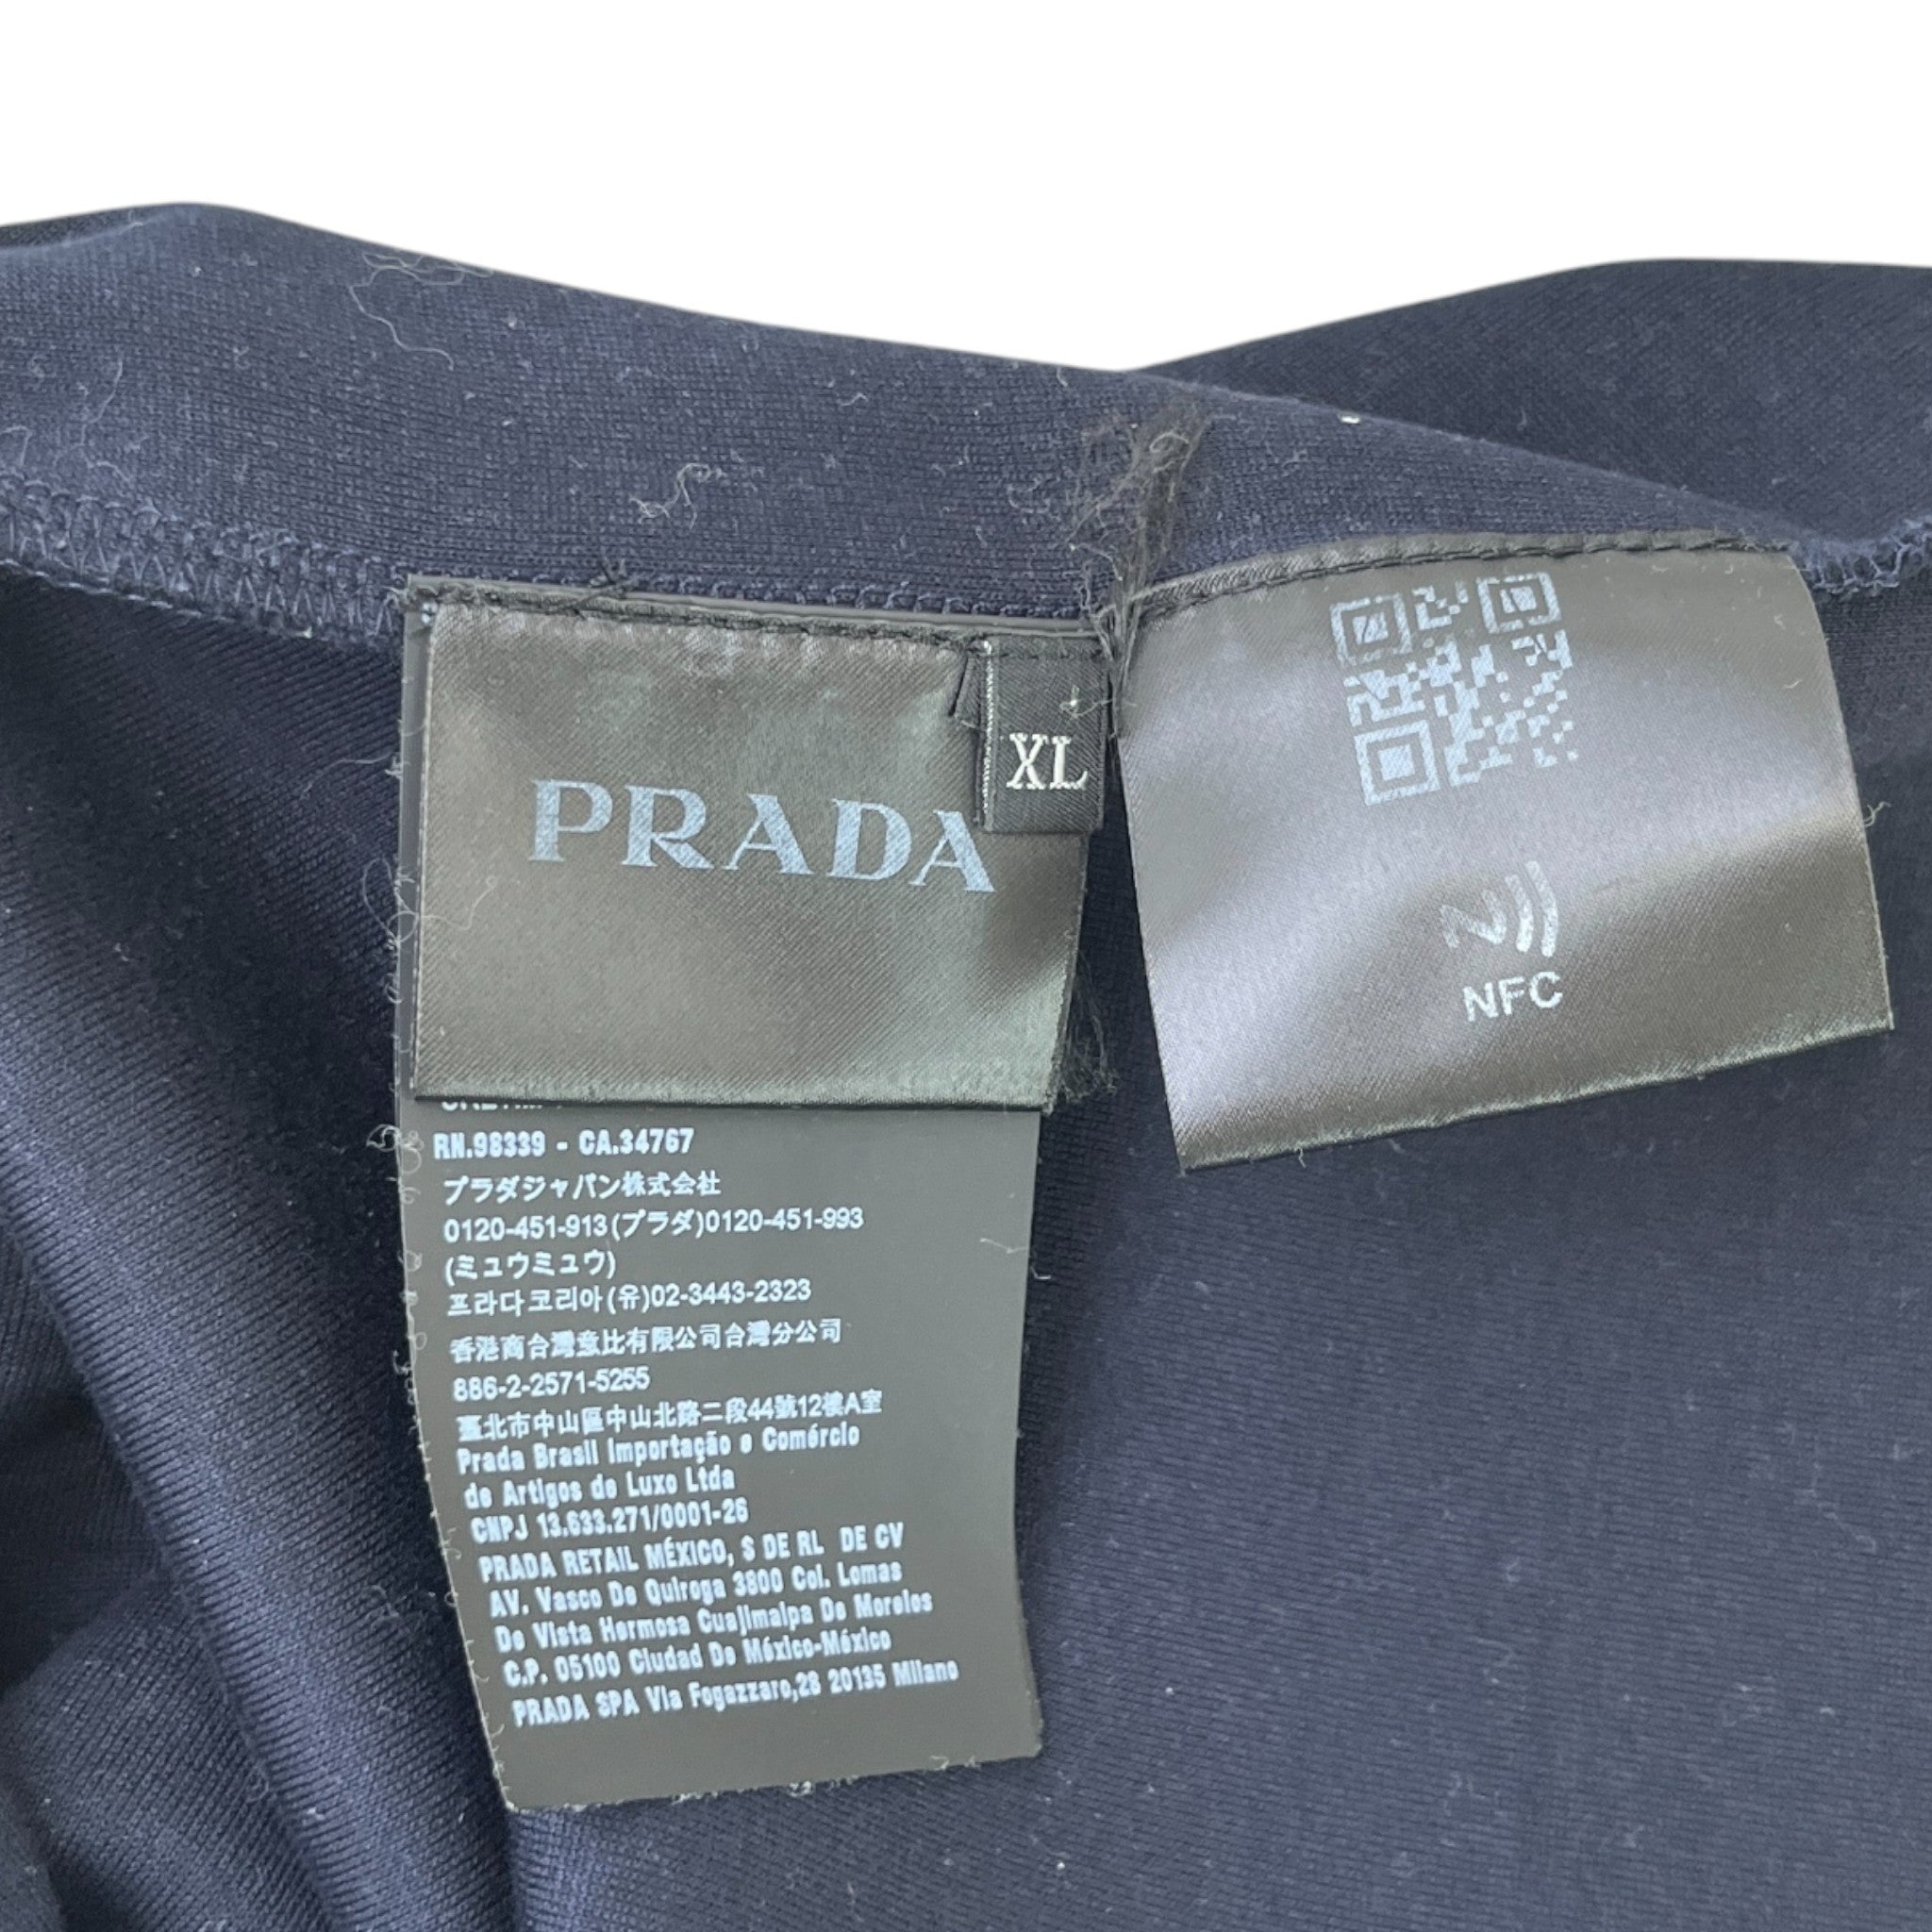 PRADA
XL
NFC
RN.98339 - CA.34767
プラダジャパン株式会社
0120-451-913(プラダ)0120-451-993
(ミュウミュウ)
프라다코리아(유)02-3443-2323
香港商台灣意比有限公司台灣分公司
886-2-2571-5255
臺北市中山區中山北路二段44號12樓A室
Prada Brasil Importação e Comércio
de Artigos de Luxo Ltda
CNPJ 13.633.271/0001-26
PRADA RETAIL MÉXICO, S DE RL DE CV
AV. Vasco De Quiroga 3800 Col. Lomas
De Vista Hermosa Cuajimalpa De Morelos
C.P. 05100 Ciudad De México-México
PRADA SPA Via Fogazzaro,28 20135 Milano